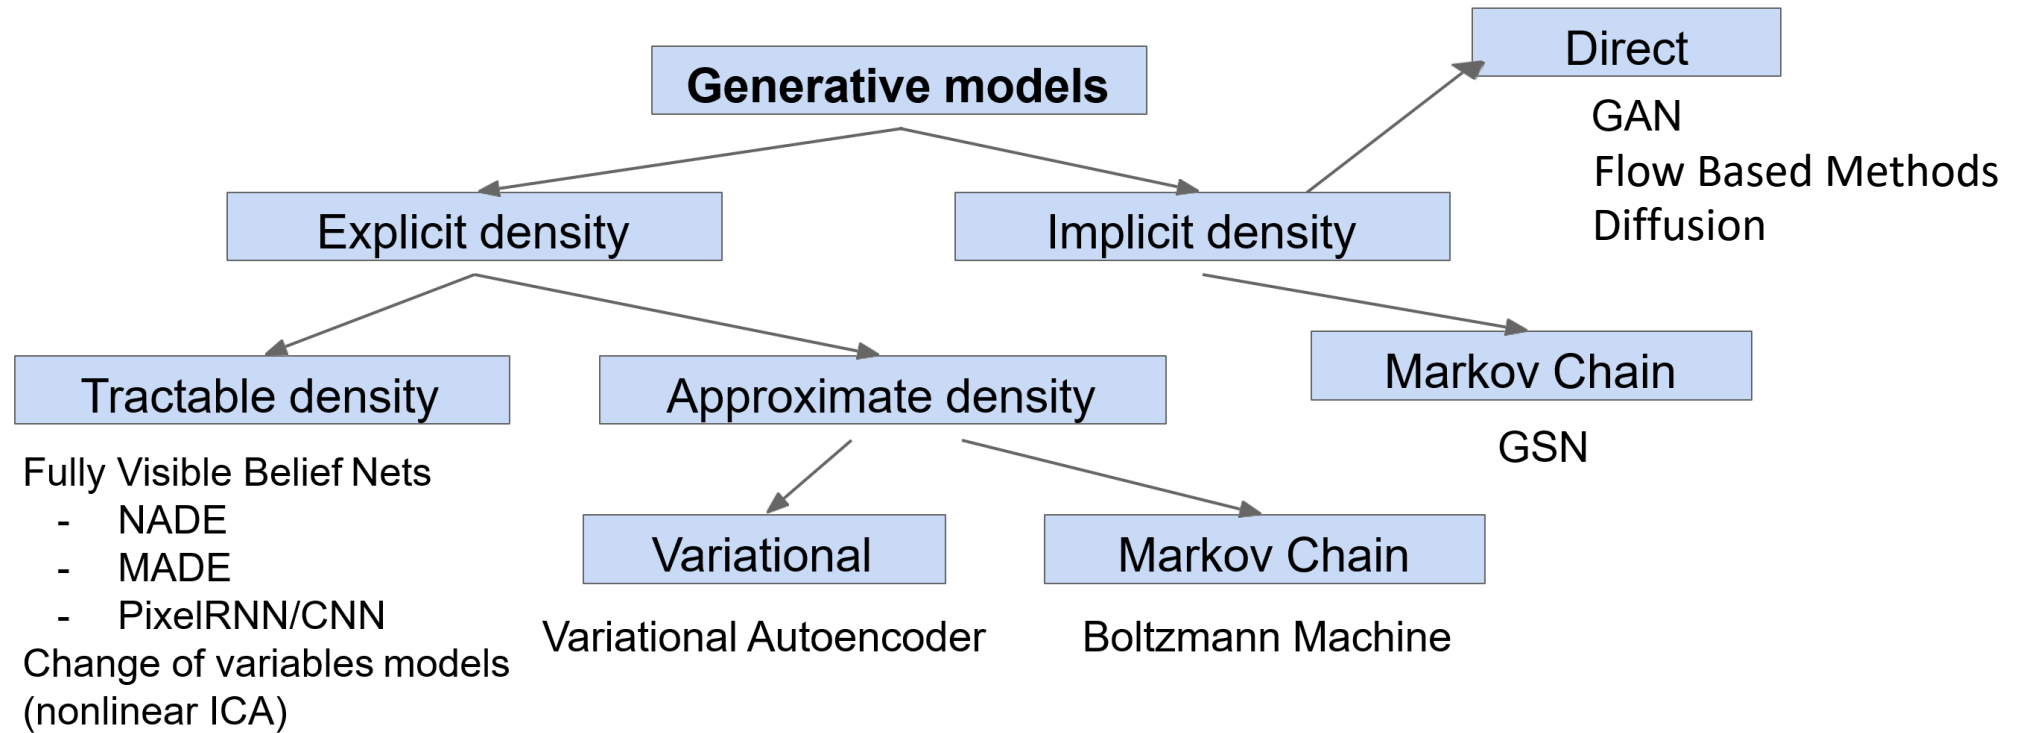 Generative models
Direct
GAN
Flow Based Methods
Diffusion
Explicit density
Implicit density
Tractable density
Approximate density
Markov Chain
GSN
Fully Visible Belief Nets
- NADE
- MADE
- PixelRNN/CNN
Change of variables models
(nonlinear ICA)
Variational
Markov Chain
Variational Autoencoder
Boltzmann Machine